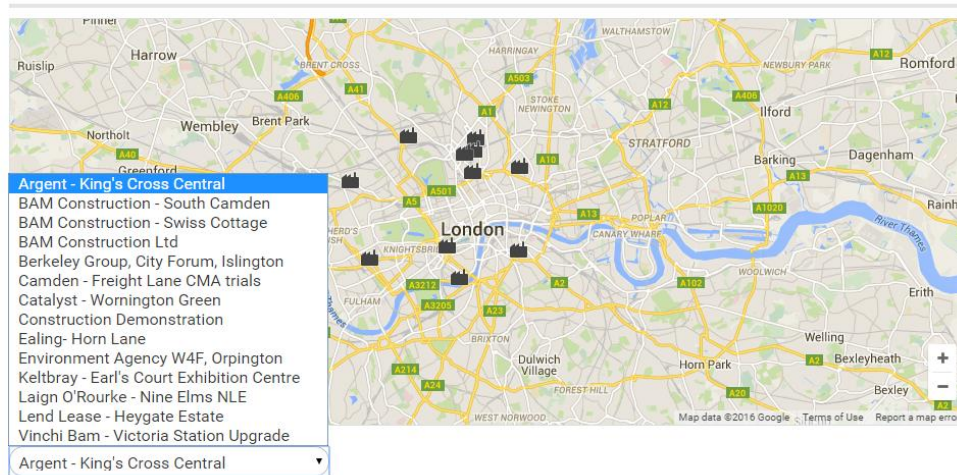 Pinner
Harrow
Ruislip
BRENT CROSS
HARRINGAY
WALTHAMSTOW
NEWBURY PARK
A12
Romford
A503
A41
A406
A1
STOKE
NEWINGTON
A12
A406
Ilford
Wembley
Brent Park
Northolt
A40
Greenford
STRATFORD
Barking
Dagenham
A10
A13
A501
A5
A13
POPLAR
A1020
London
CANARY WHARF
River Thames
KNIGHTSBRIDGE
WOOLWICH
A3212
A2
A102
Erith
FULHAM
A3205
A23
BRIXTON
Welling
A214
Dulwich
Village
Horn Park
A2
Bexleyheath
A24
FOREST HILL
A20
Bexley
A2
WEST NORWOOD
Map data ©2016 Google
Terms of Use
Report a map erro
+
−
Argent - King's Cross Central
BAM Construction - South Camden
BAM Construction - Swiss Cottage
BAM Construction Ltd
Berkeley Group, City Forum, Islington
Camden - Freight Lane CMA trials
Catalyst - Wornington Green
Construction Demonstration
Ealing- Horn Lane
Environment Agency W4F, Orpington
Keltbray - Earl's Court Exhibition Centre
Laign O'Rourke - Nine Elms NLE
Lend Lease - Heygate Estate
Vinchi Bam - Victoria Station Upgrade
Argent - King's Cross Central